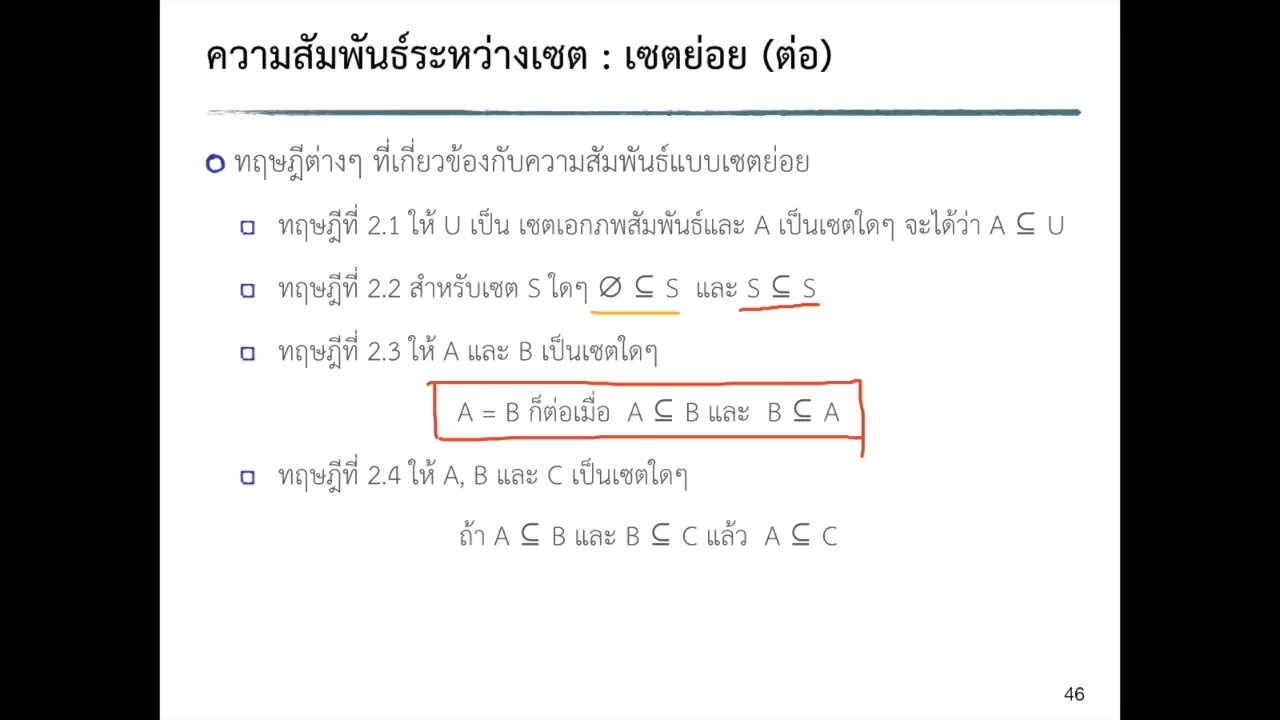 ความสัมพันธ์ระหว่างเซต : เซตย่อย (ต่อ)
ทฤษฎีต่างๆ ที่เกี่ยวข้องกับความสัมพันธ์แบบเซตย่อย
ทฤษฎีที่ 2.1 ให้ U เป็น เซตเอกภพสัมพันธ์และ A เป็นเซตใดๆ จะได้ว่า A ⊆ U
ทฤษฎีที่ 2.2 สำหรับเซต S ใดๆ ∅ ⊆ S และ S ⊆ S
ทฤษฎีที่ 2.3 ให้ A และ B เป็นเซตใดๆ
A = B ก็ต่อเมื่อ A ⊆ B และ B ⊆ A
ทฤษฎีที่ 2.4 ให้ A, B และ C เป็นเซตใดๆ
ถ้า A ⊆ B และ B ⊆ C แล้ว A ⊆ C
46